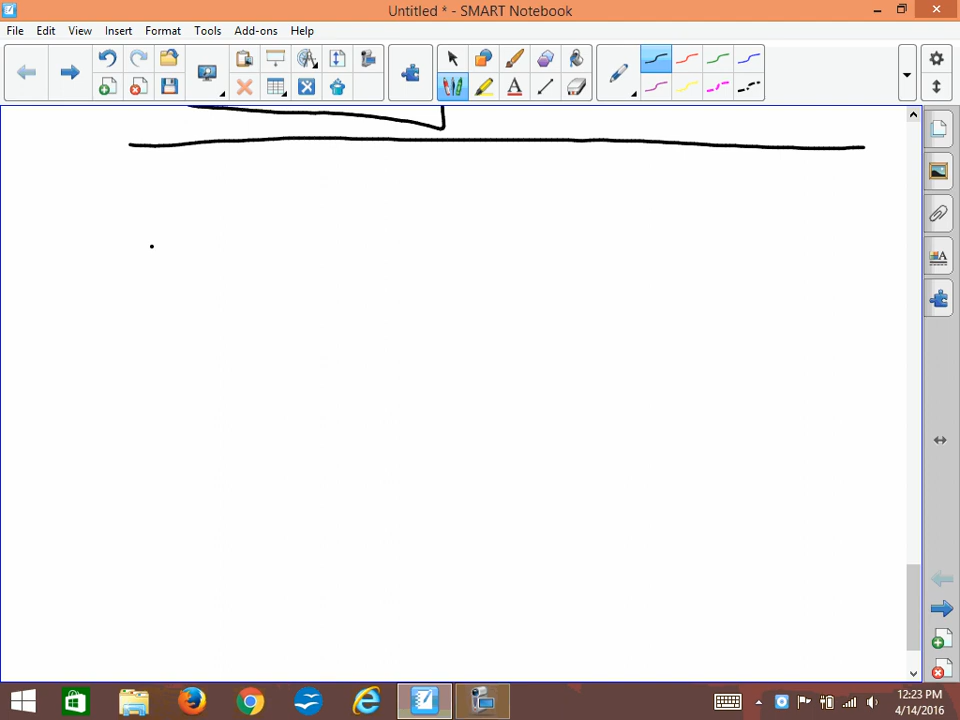 Untitled * - SMART Notebook
File Edit View Insert Format Tools Add-ons Help
12:23 PM
4/14/2016